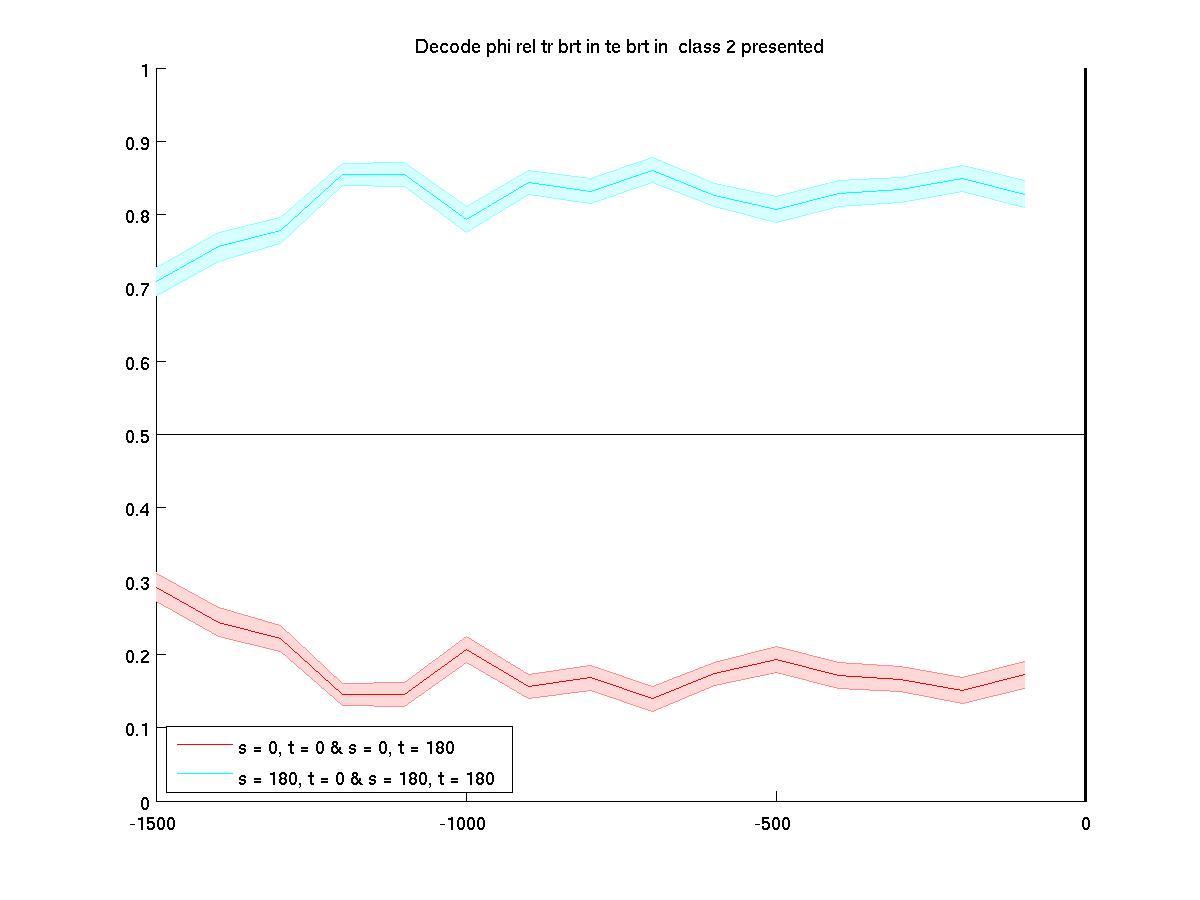 Decode phi rel tr brt in te brt in  class 2 presented
1
0.9
0.8
0.7
0.6
0.5
0.4
0.3
0.2
0.1
0
s = 0, t = 0 & s = 0, t = 180
s = 180, t = 0 & s = 180, t = 180
-1500 -1000 -500 0